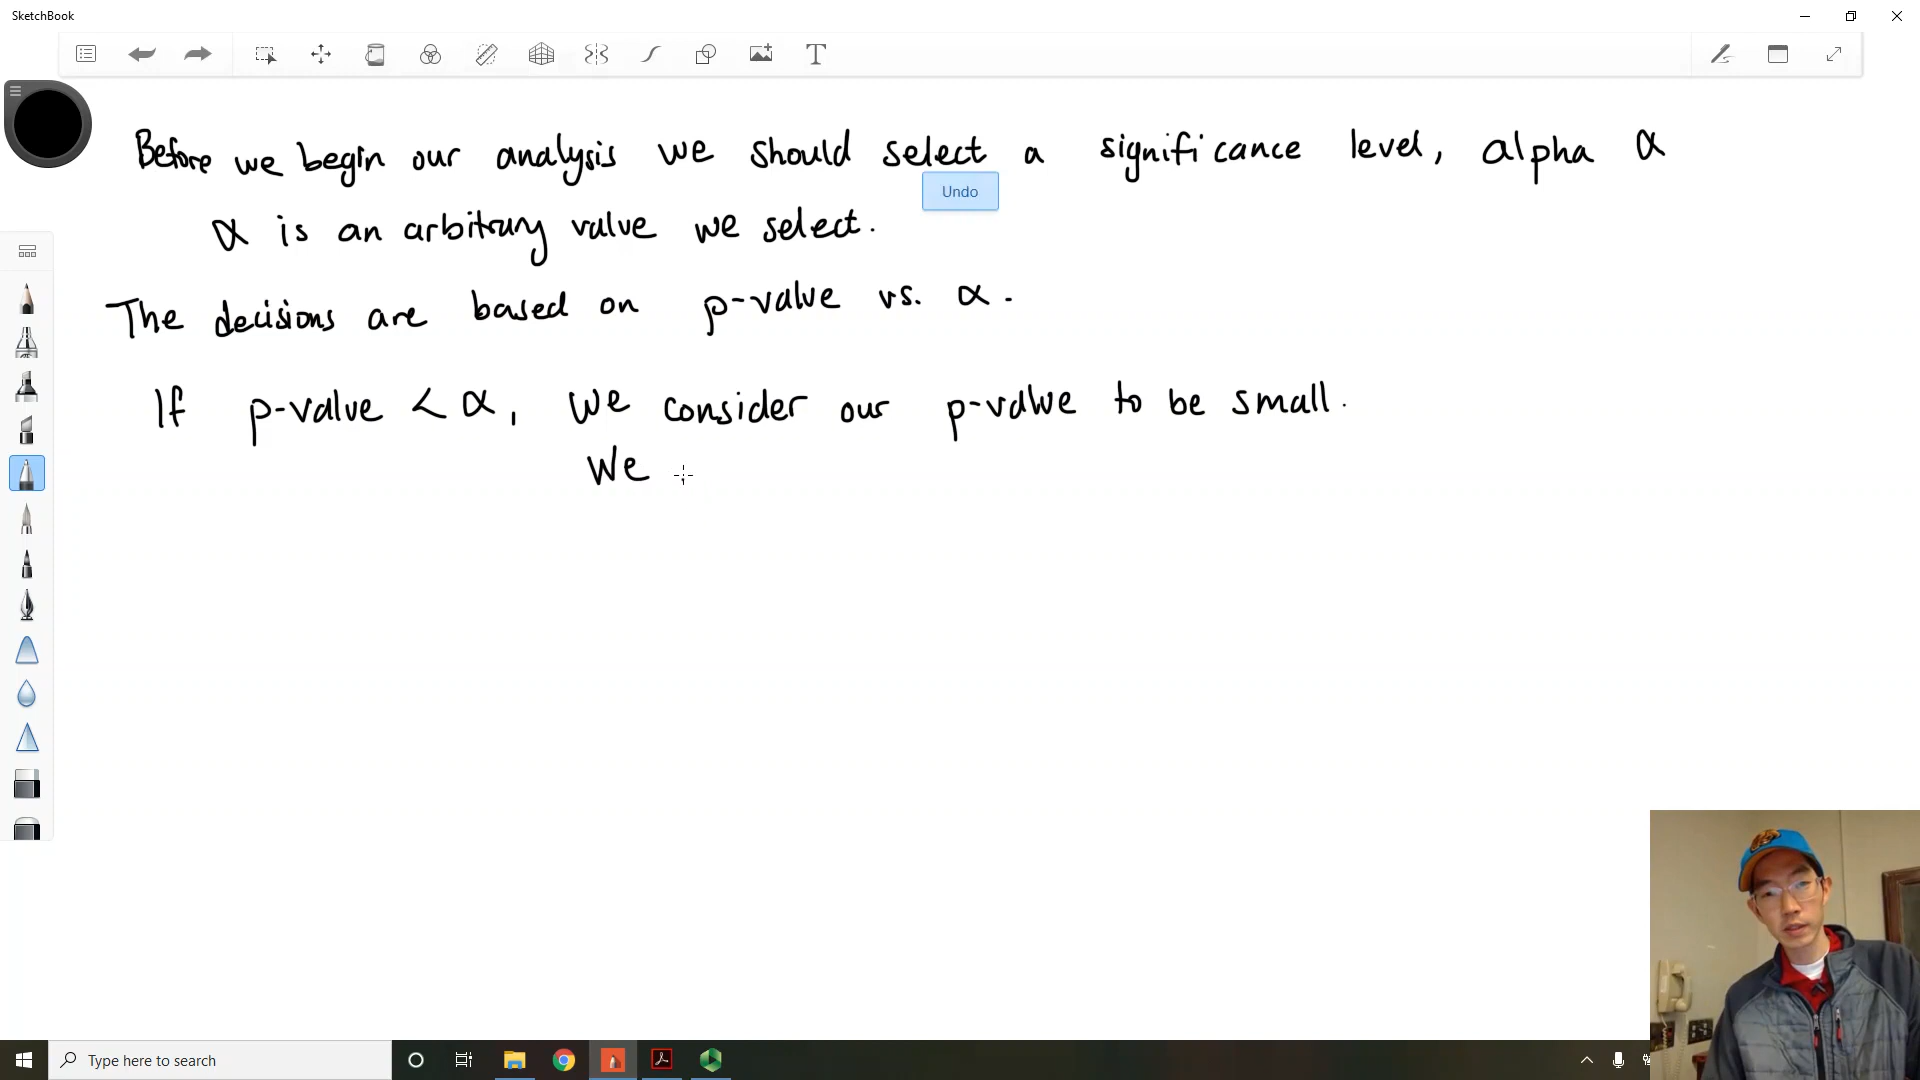 SketchBook
Before we begin our analysis we should select a significance level, alpha α
Undo
α is an arbitrary value we select.
The decisions are based on p-value vs. α.
If p-value < α, we consider our p-value to be small.
We
Type here to search